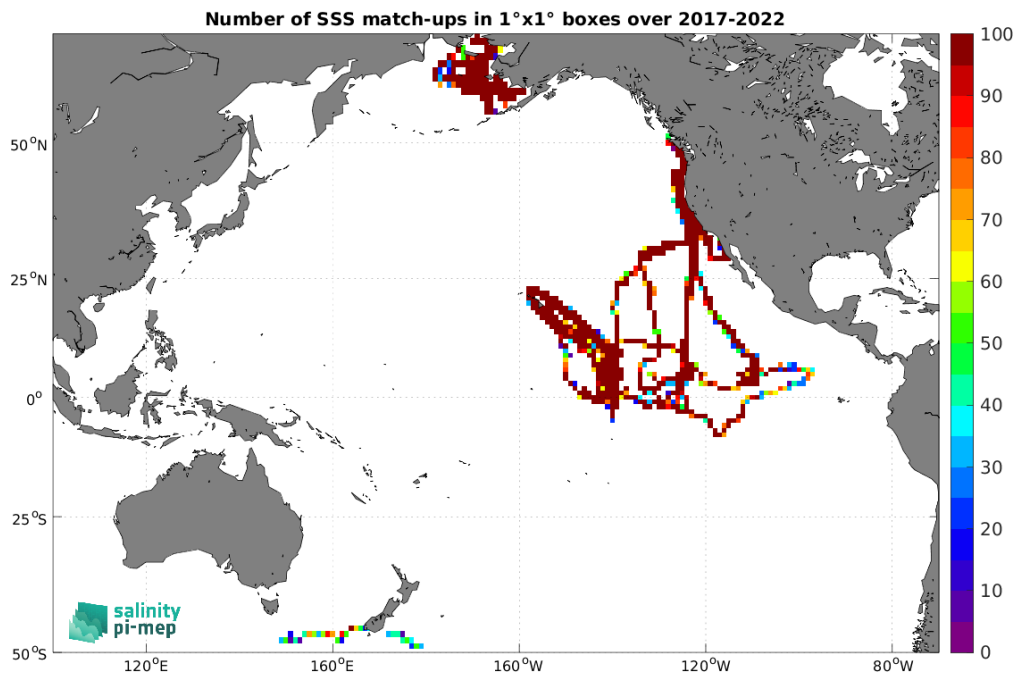 Number of SSS match-ups in 1°x1° boxes over 2017-2022
100
90
80
70
60
50
40
30
20
10
0
50°N
25°N
0°
25°S
50°S
120°E
160°E
160°W
120°W
80°W
salinity
pi-mep